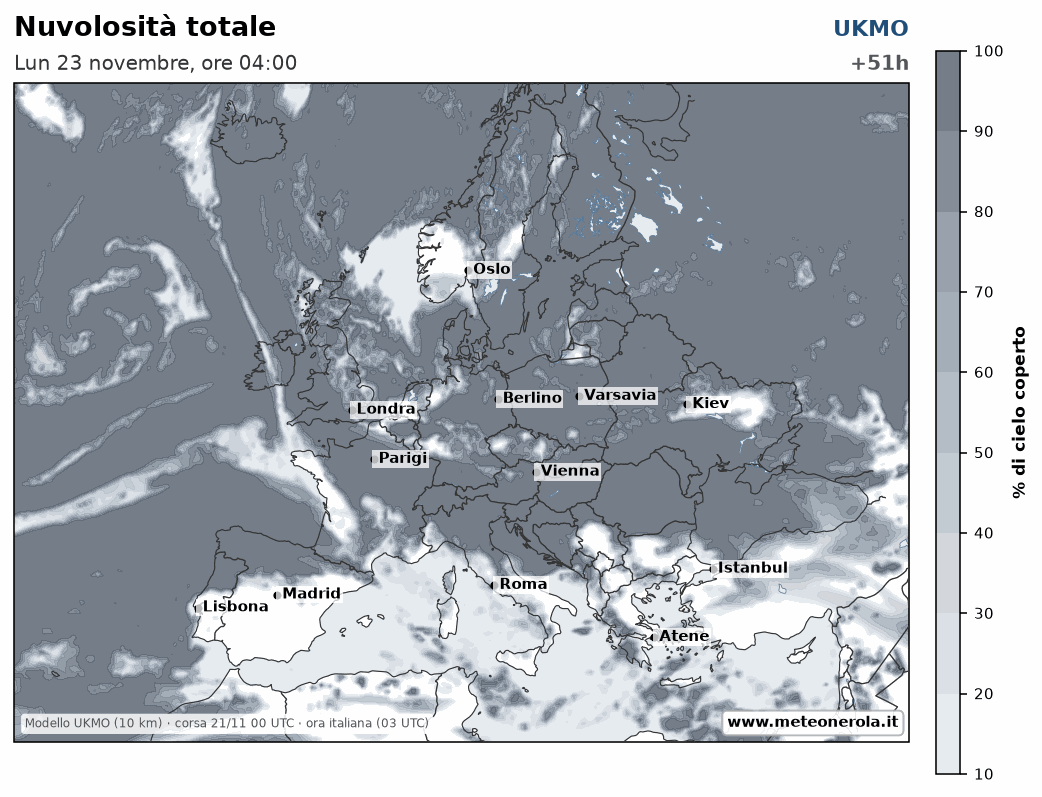 Nuvolosità totale
UKMO
Lun 23 novembre, ore 04:00
+51h
100
90
80
70
60
50
40
30
20
10
% di cielo coperto
Oslo
Berlino
Varsavia
Kiev
Londra
Parigi
Vienna
Istanbul
Roma
Madrid
Lisbona
Atene
Modello UKMO (10 km) · corsa 21/11 00 UTC · ora italiana (03 UTC)
www.meteonerola.it